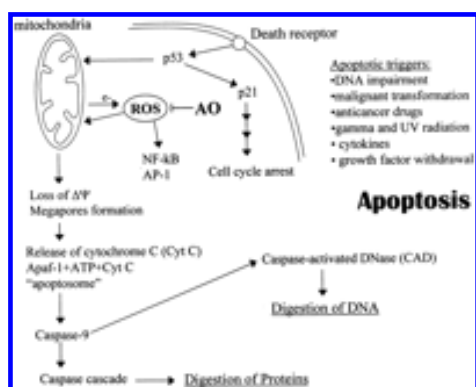 mitochondria
Death receptor
p53
Apoptotic triggers:
•DNA impairment
•malignant transformation
•anticancer drugs
•gamma and UV radiation
• cytokines
• growth factor withdrawal
p21
e-
ROS
AO
NF-kB
AP-1
Cell cycle arrest
Loss of ΔΨ
Megapores formation
Apoptosis
Release of cytochrome C (Cyt C)
Apaf-1+ATP+Cyt C
"apoptosome"
Caspase-activated DNase (CAD)
Digestion of DNA
Caspase-9
Caspase cascade
Digestion of Proteins